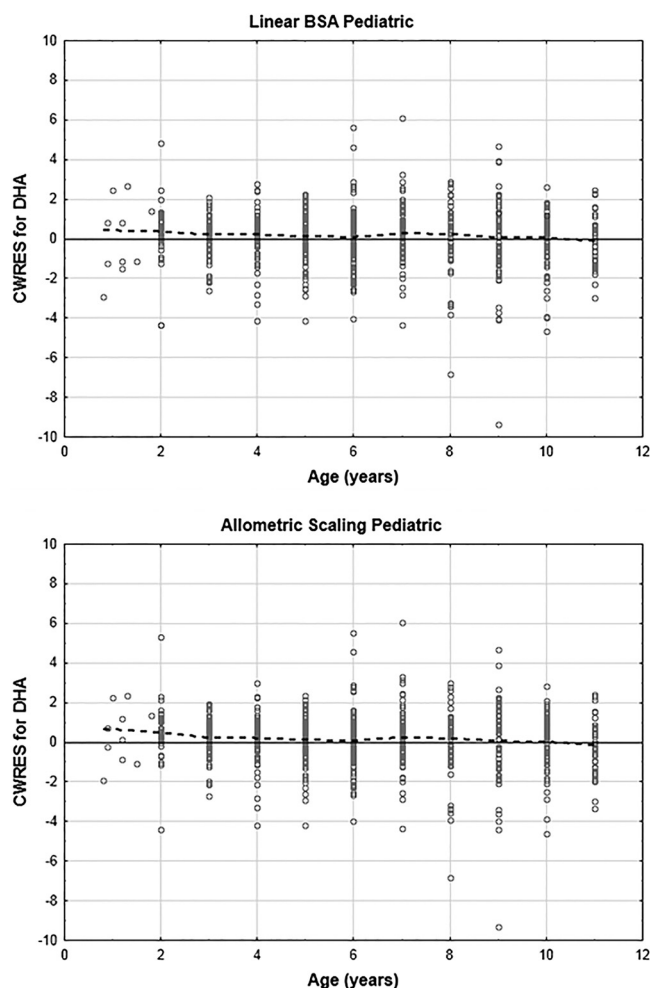 Linear BSA Pediatric
10
8
6
4
2
0
-2
-4
-6
-8
-10
CWRES for DHA
0 2 4 6 8 10 12
Age (years)
Allometric Scaling Pediatric
10
8
6
4
2
0
-2
-4
-6
-8
-10
CWRES for DHA
0 2 4 6 8 10 12
Age (years)